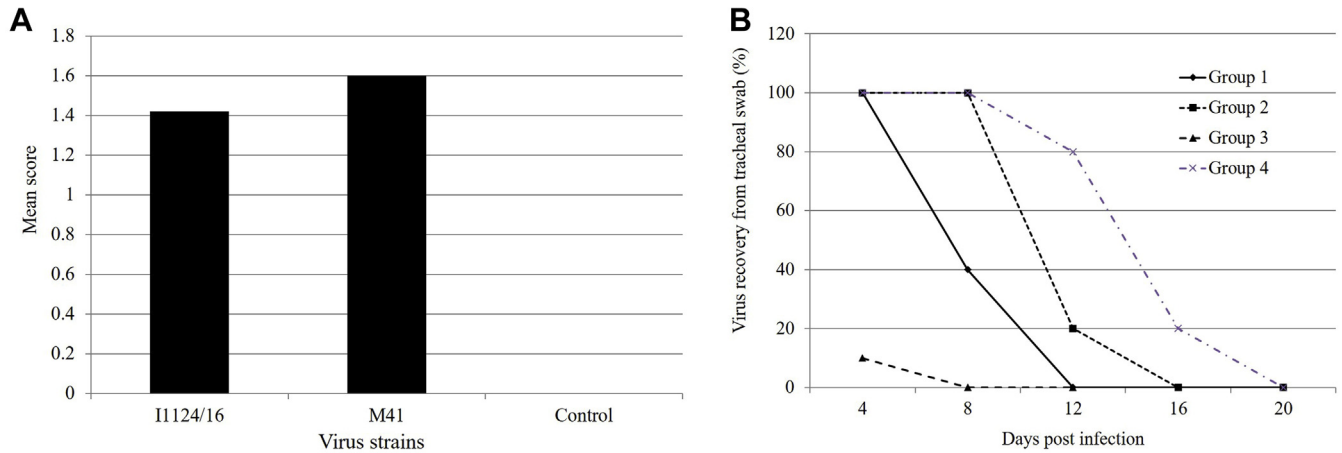 A
1.8
1.6
1.4
1.2
1
0.8
0.6
0.4
0.2
0
Mean score
I1124/16
M41
Control
Virus strains
B
120
100
80
60
40
20
0
Virus recovery from tracheal swab (%)
Group 1
Group 2
Group 3
Group 4
4
8
12
16
20
Days post infection